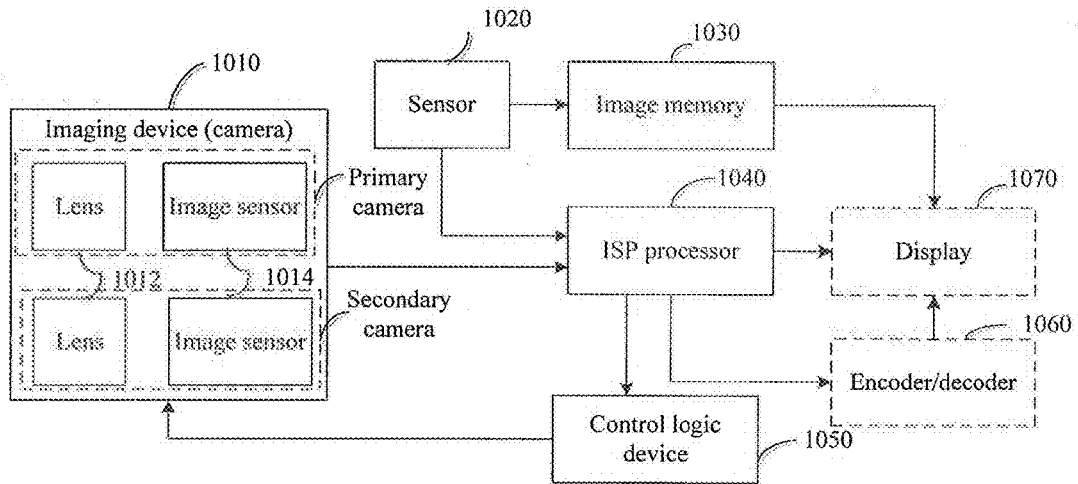 1020
1030
1010
Sensor
Image memory
Imaging device (camera)
Lens
Image sensor
Primary
camera
1040
1070
ISP processor
Display
1012
1014
Secondary
camera
Lens
Image sensor
1060
Encoder/decoder
Control logic
device
1050